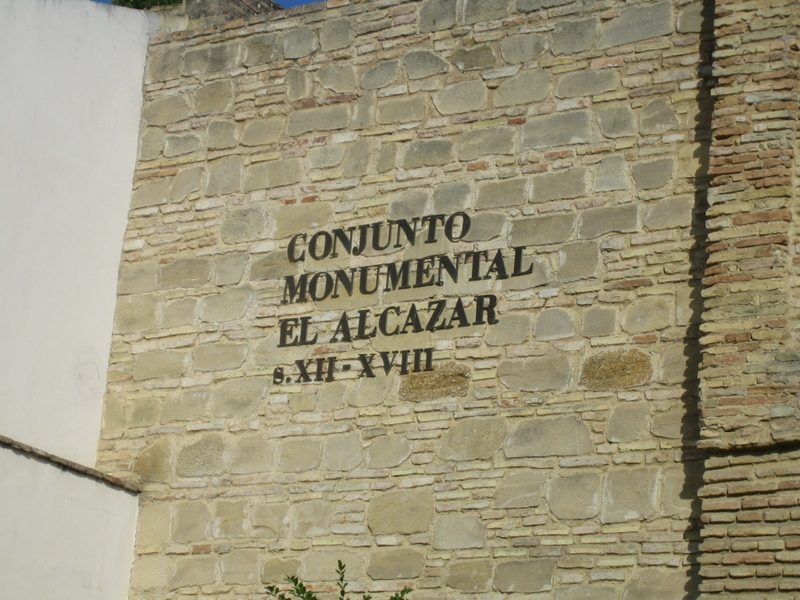 CONJUNTO
MONUMENTAL
EL ALCAZAR
s.XII-XVIII